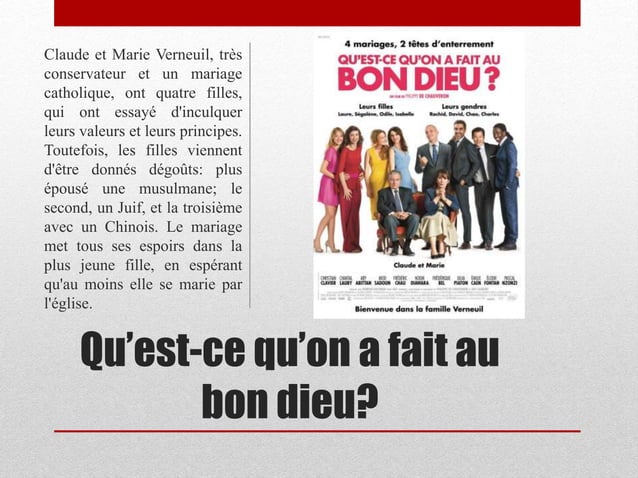 Claude et Marie Verneuil, très
conservateur et un mariage
catholique, ont quatre filles,
qui ont essayé d'inculquer
leurs valeurs et leurs principes.
Toutefois, les filles viennent
d'être donnés dégoûts: plus
épousé une musulmane; le
second, un Juif, et la troisième
avec un Chinois. Le mariage
met tous ses espoirs dans la
plus jeune fille, en espérant
qu'au moins elle se marie par
l'église.
4 mariages, 2 têtes d'enterrement
QU'EST-CE QU'ON A FAIT AU
BON DIEU?
UN FILM DE PHILIPPE DE CHAUVERON
Leurs filles
Laure, Ségolène, Odile, Isabelle
Leurs gendres
Rachid, David, Chao, Charles
Claude et Marie
CHRISTIAN CLAVIER CHANTAL LAUBY ARY ABITTAN MEDI SADOUN FRÉDÉRIC CHAU NOOM DIAWARA FRÉDÉRIQUE BEL JULIA PIATON ÉMILIE CAEN ÉLODIE FONTAN PASCAL NZONZI
Bienvenue dans la famille Verneuil
Qu'est-ce qu'on a fait au
bon dieu?